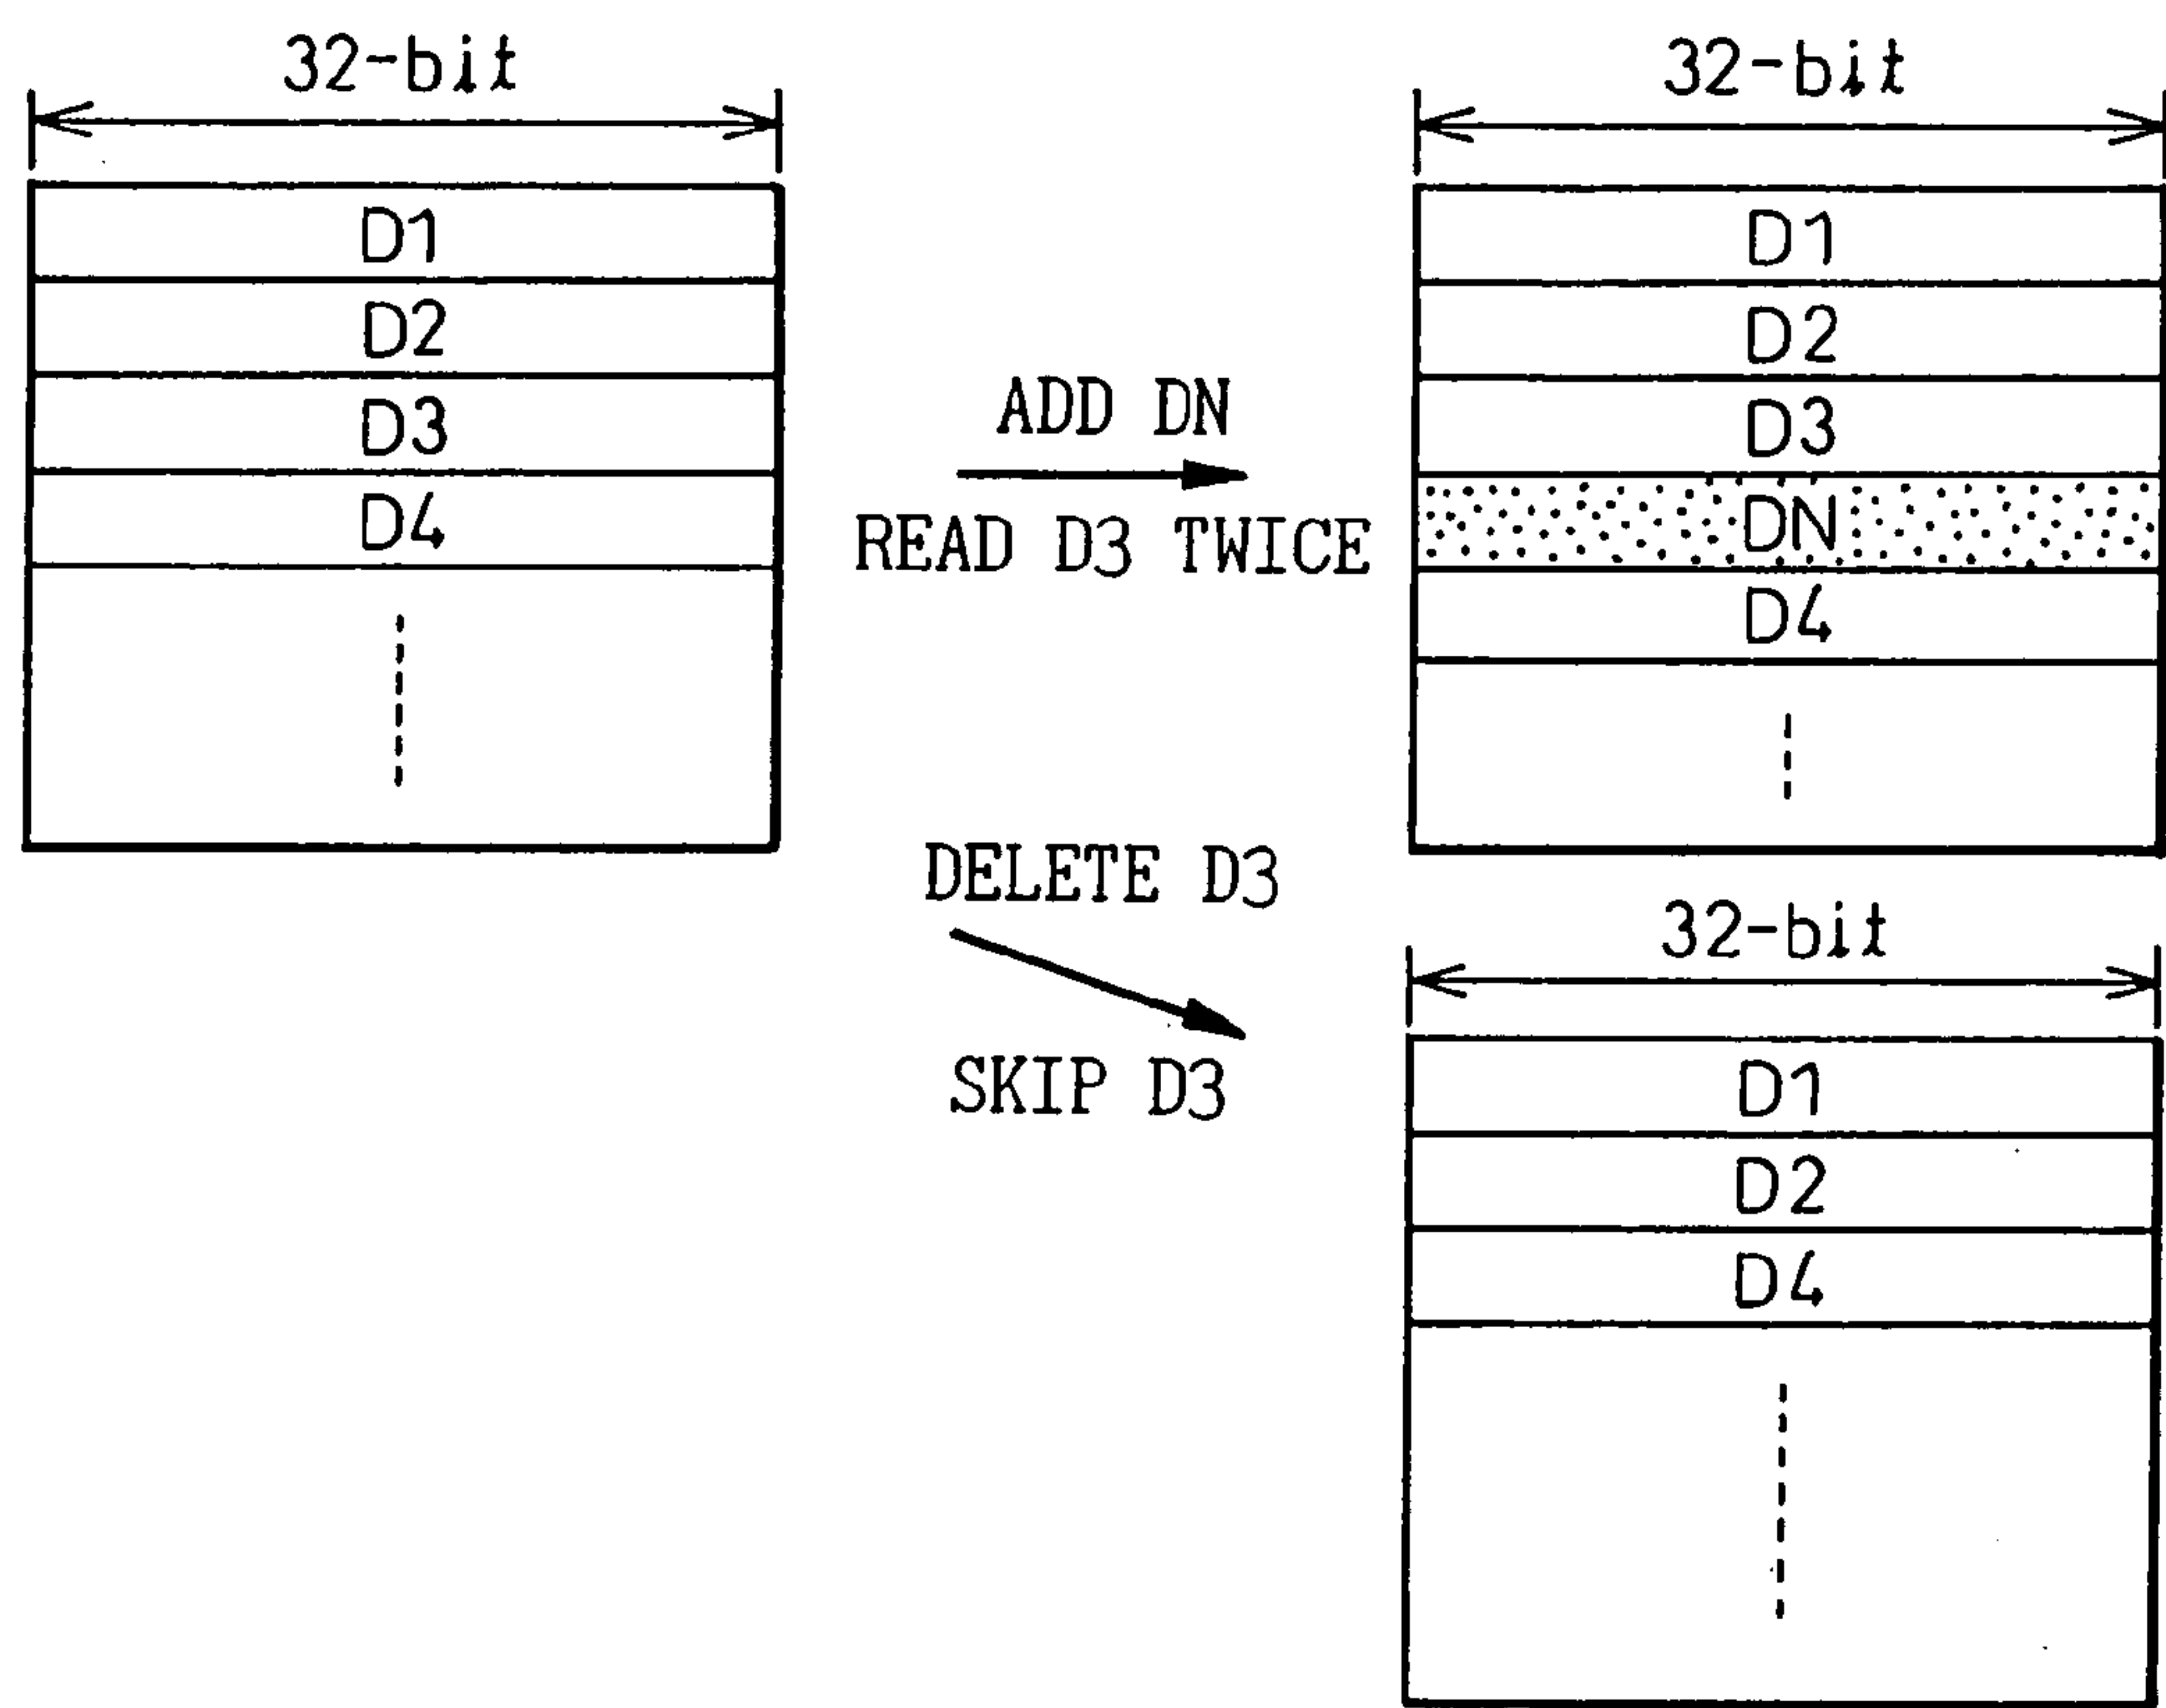 32-bit
D1
D2
D3
D4
ADD DN
READ D3 TWICE
32-bit
D1
D2
D3
DN
D4
DELETE D3
SKIP D3
32-bit
D1
D2
D4